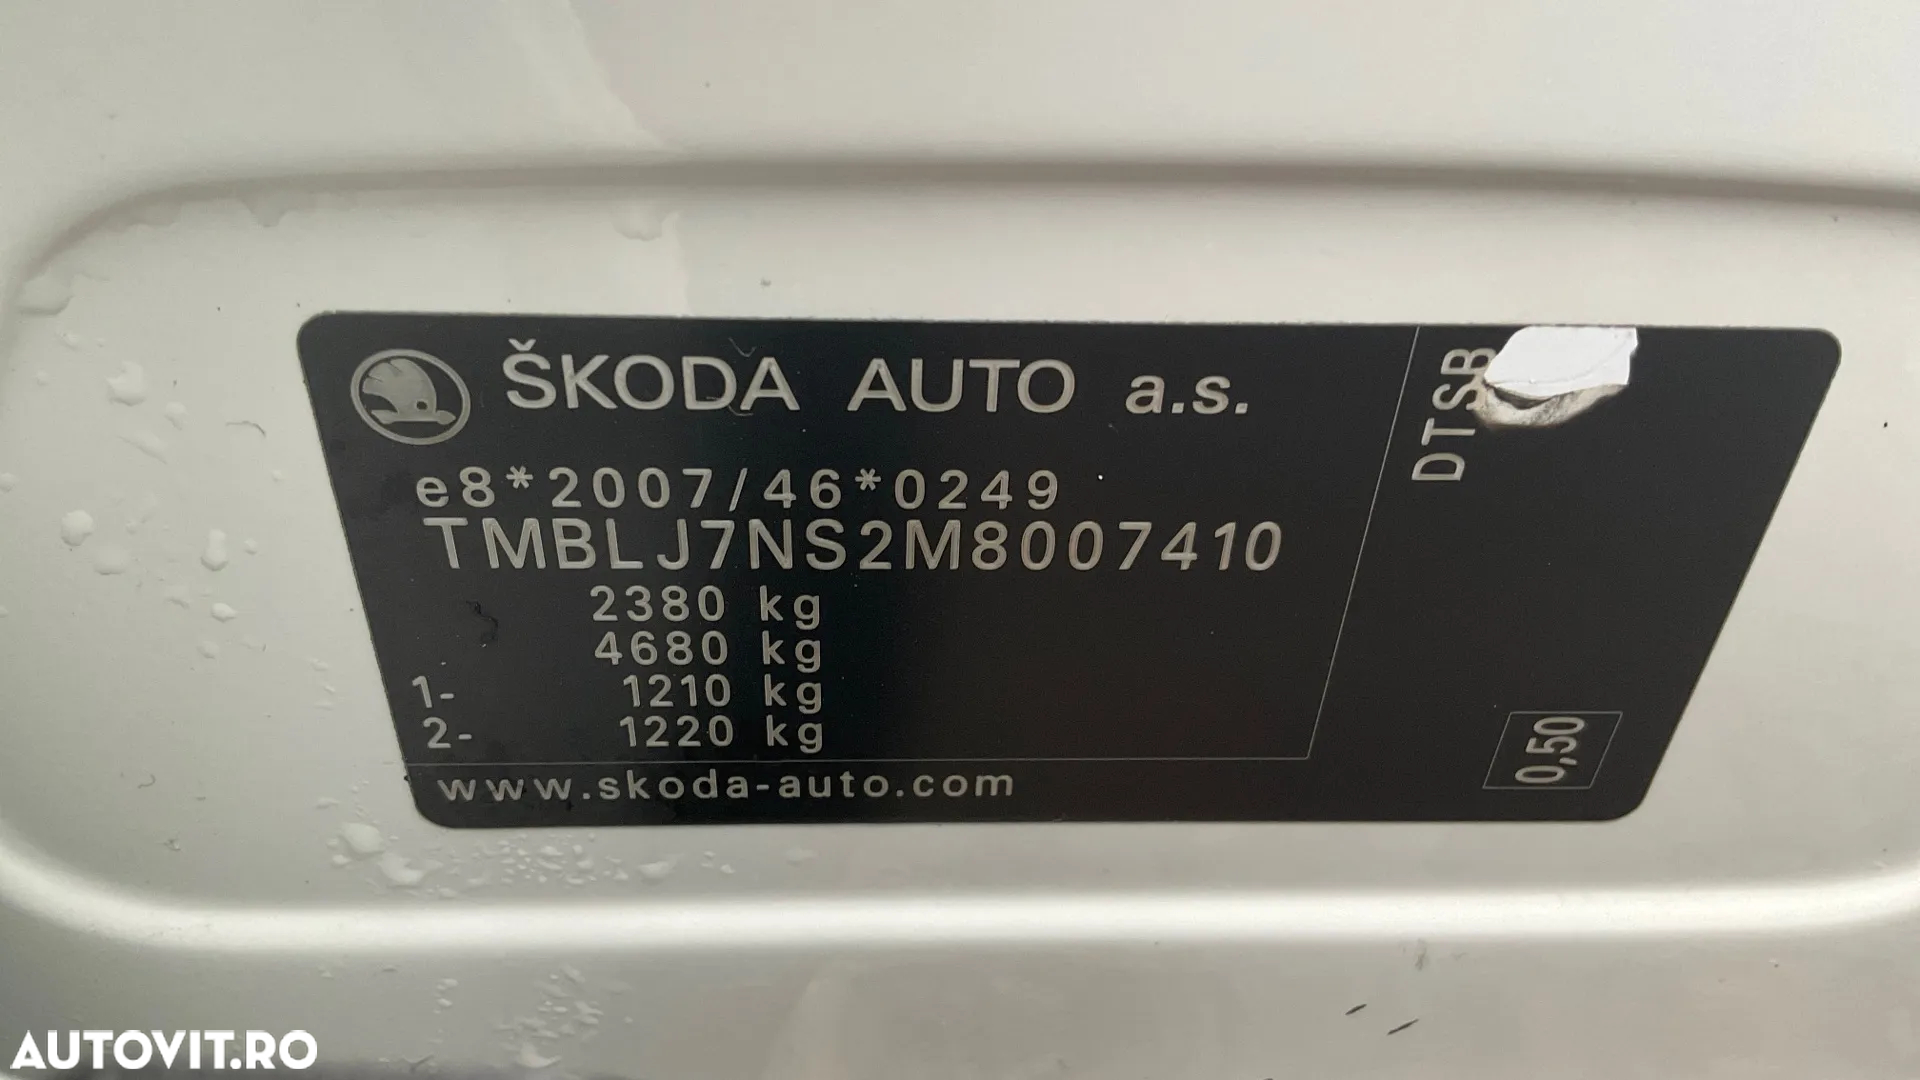 ŠKODA AUTO a.s.
e8*2007/46*0249
TMBLJ7NS2M8007410
2380 kg
4680 kg
1- 1210 kg
2- 1220 kg
www.skoda-auto.com
DTSB
0,50
AUTOVIT.RO